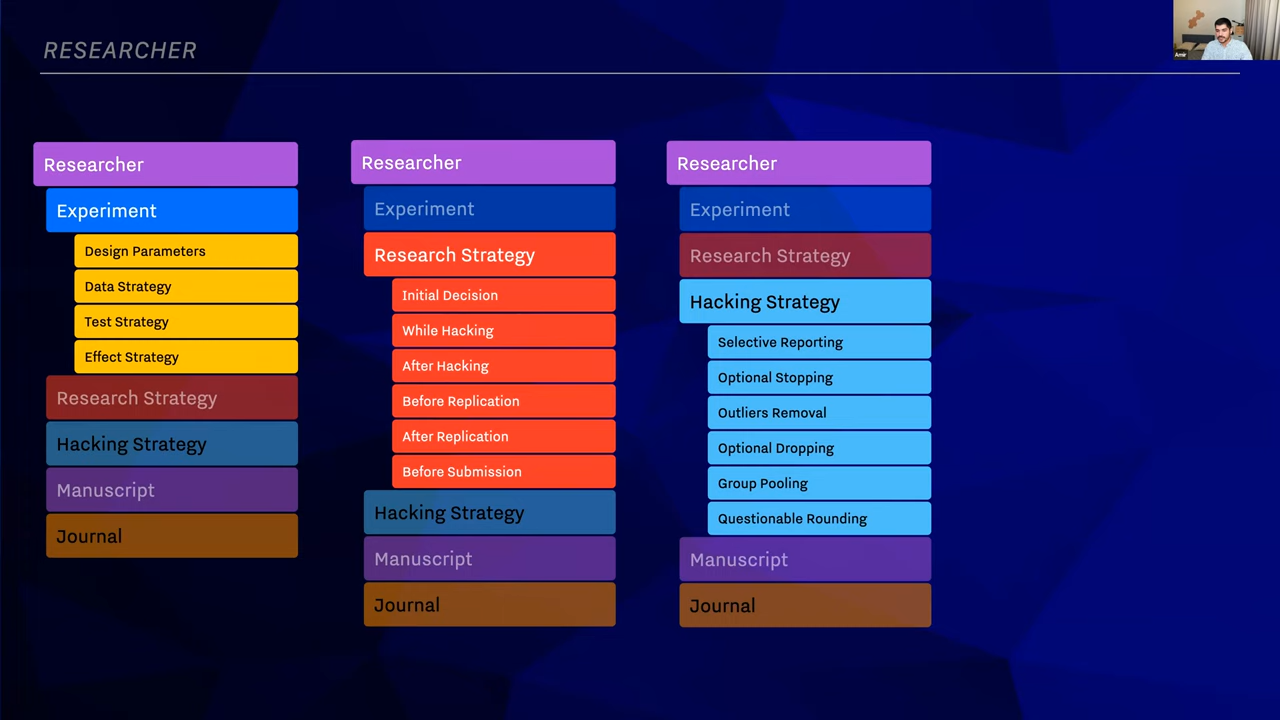 RESEARCHER
Amir
Researcher
Experiment
Design Parameters
Data Strategy
Test Strategy
Effect Strategy
Research Strategy
Hacking Strategy
Manuscript
Journal
Researcher
Experiment
Research Strategy
Initial Decision
While Hacking
After Hacking
Before Replication
After Replication
Before Submission
Hacking Strategy
Manuscript
Journal
Researcher
Experiment
Research Strategy
Hacking Strategy
Selective Reporting
Optional Stopping
Outliers Removal
Optional Dropping
Group Pooling
Questionable Rounding
Manuscript
Journal